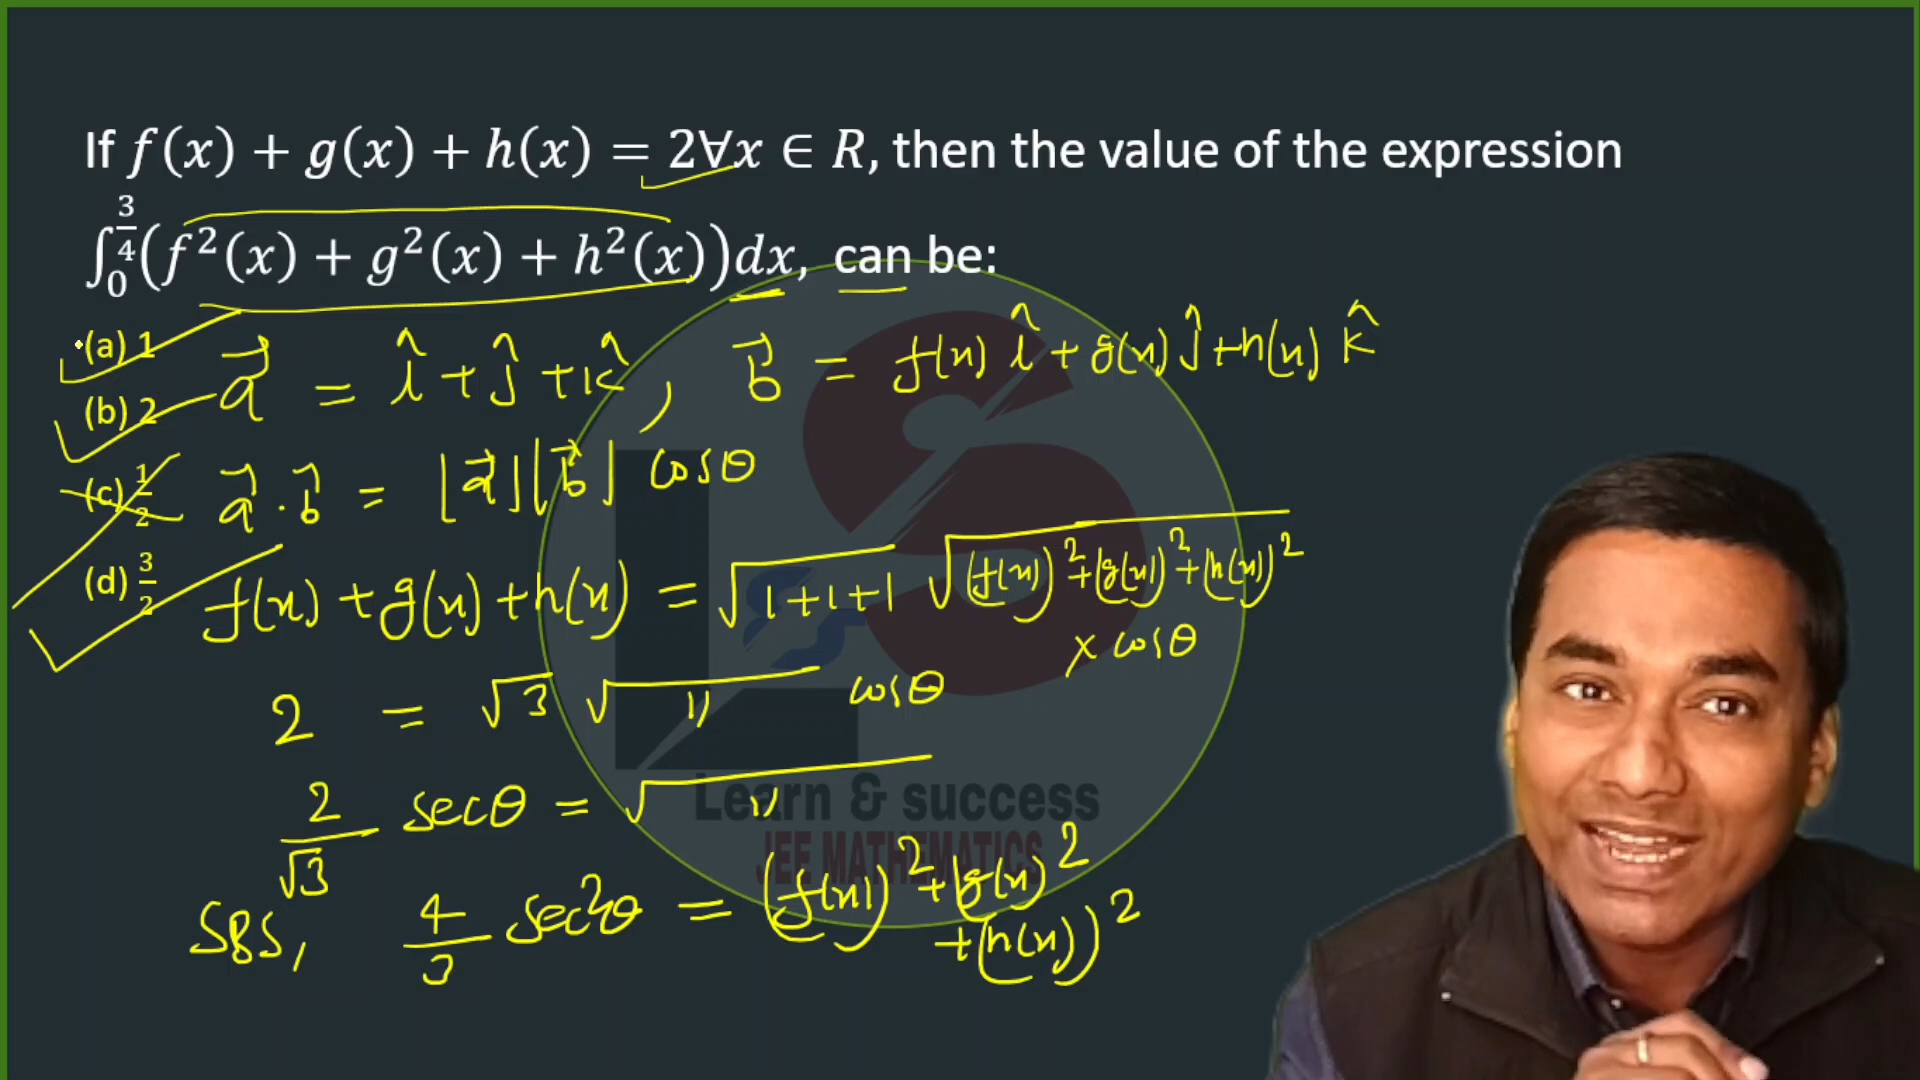 If f(x) + g(x) + h(x) = 2∀x ∈ R, then the value of the expression
∫₀^(3/4) (f²(x) + g²(x) + h²(x))dx, can be:
(a) 1
(b) 2
(c) 1/2
(d) 3/2
a⃗ = î + ĵ + k̂, b⃗ = f(x) î + g(x) ĵ + h(x) k̂
a⃗ · b⃗ = |a⃗| |b⃗| cosθ
f(x) + g(x) + h(x) = √(1+1+1) √((f(x))² + (g(x))² + (h(x))²
× cosθ
2 = √3 √( " ) cosθ
2/√3 secθ = √( " )
SBS, 4/3 sec²θ = (f(x))² + (g(x))²
+ (h(x))²
Learn & success
JEE MATHEMATICS